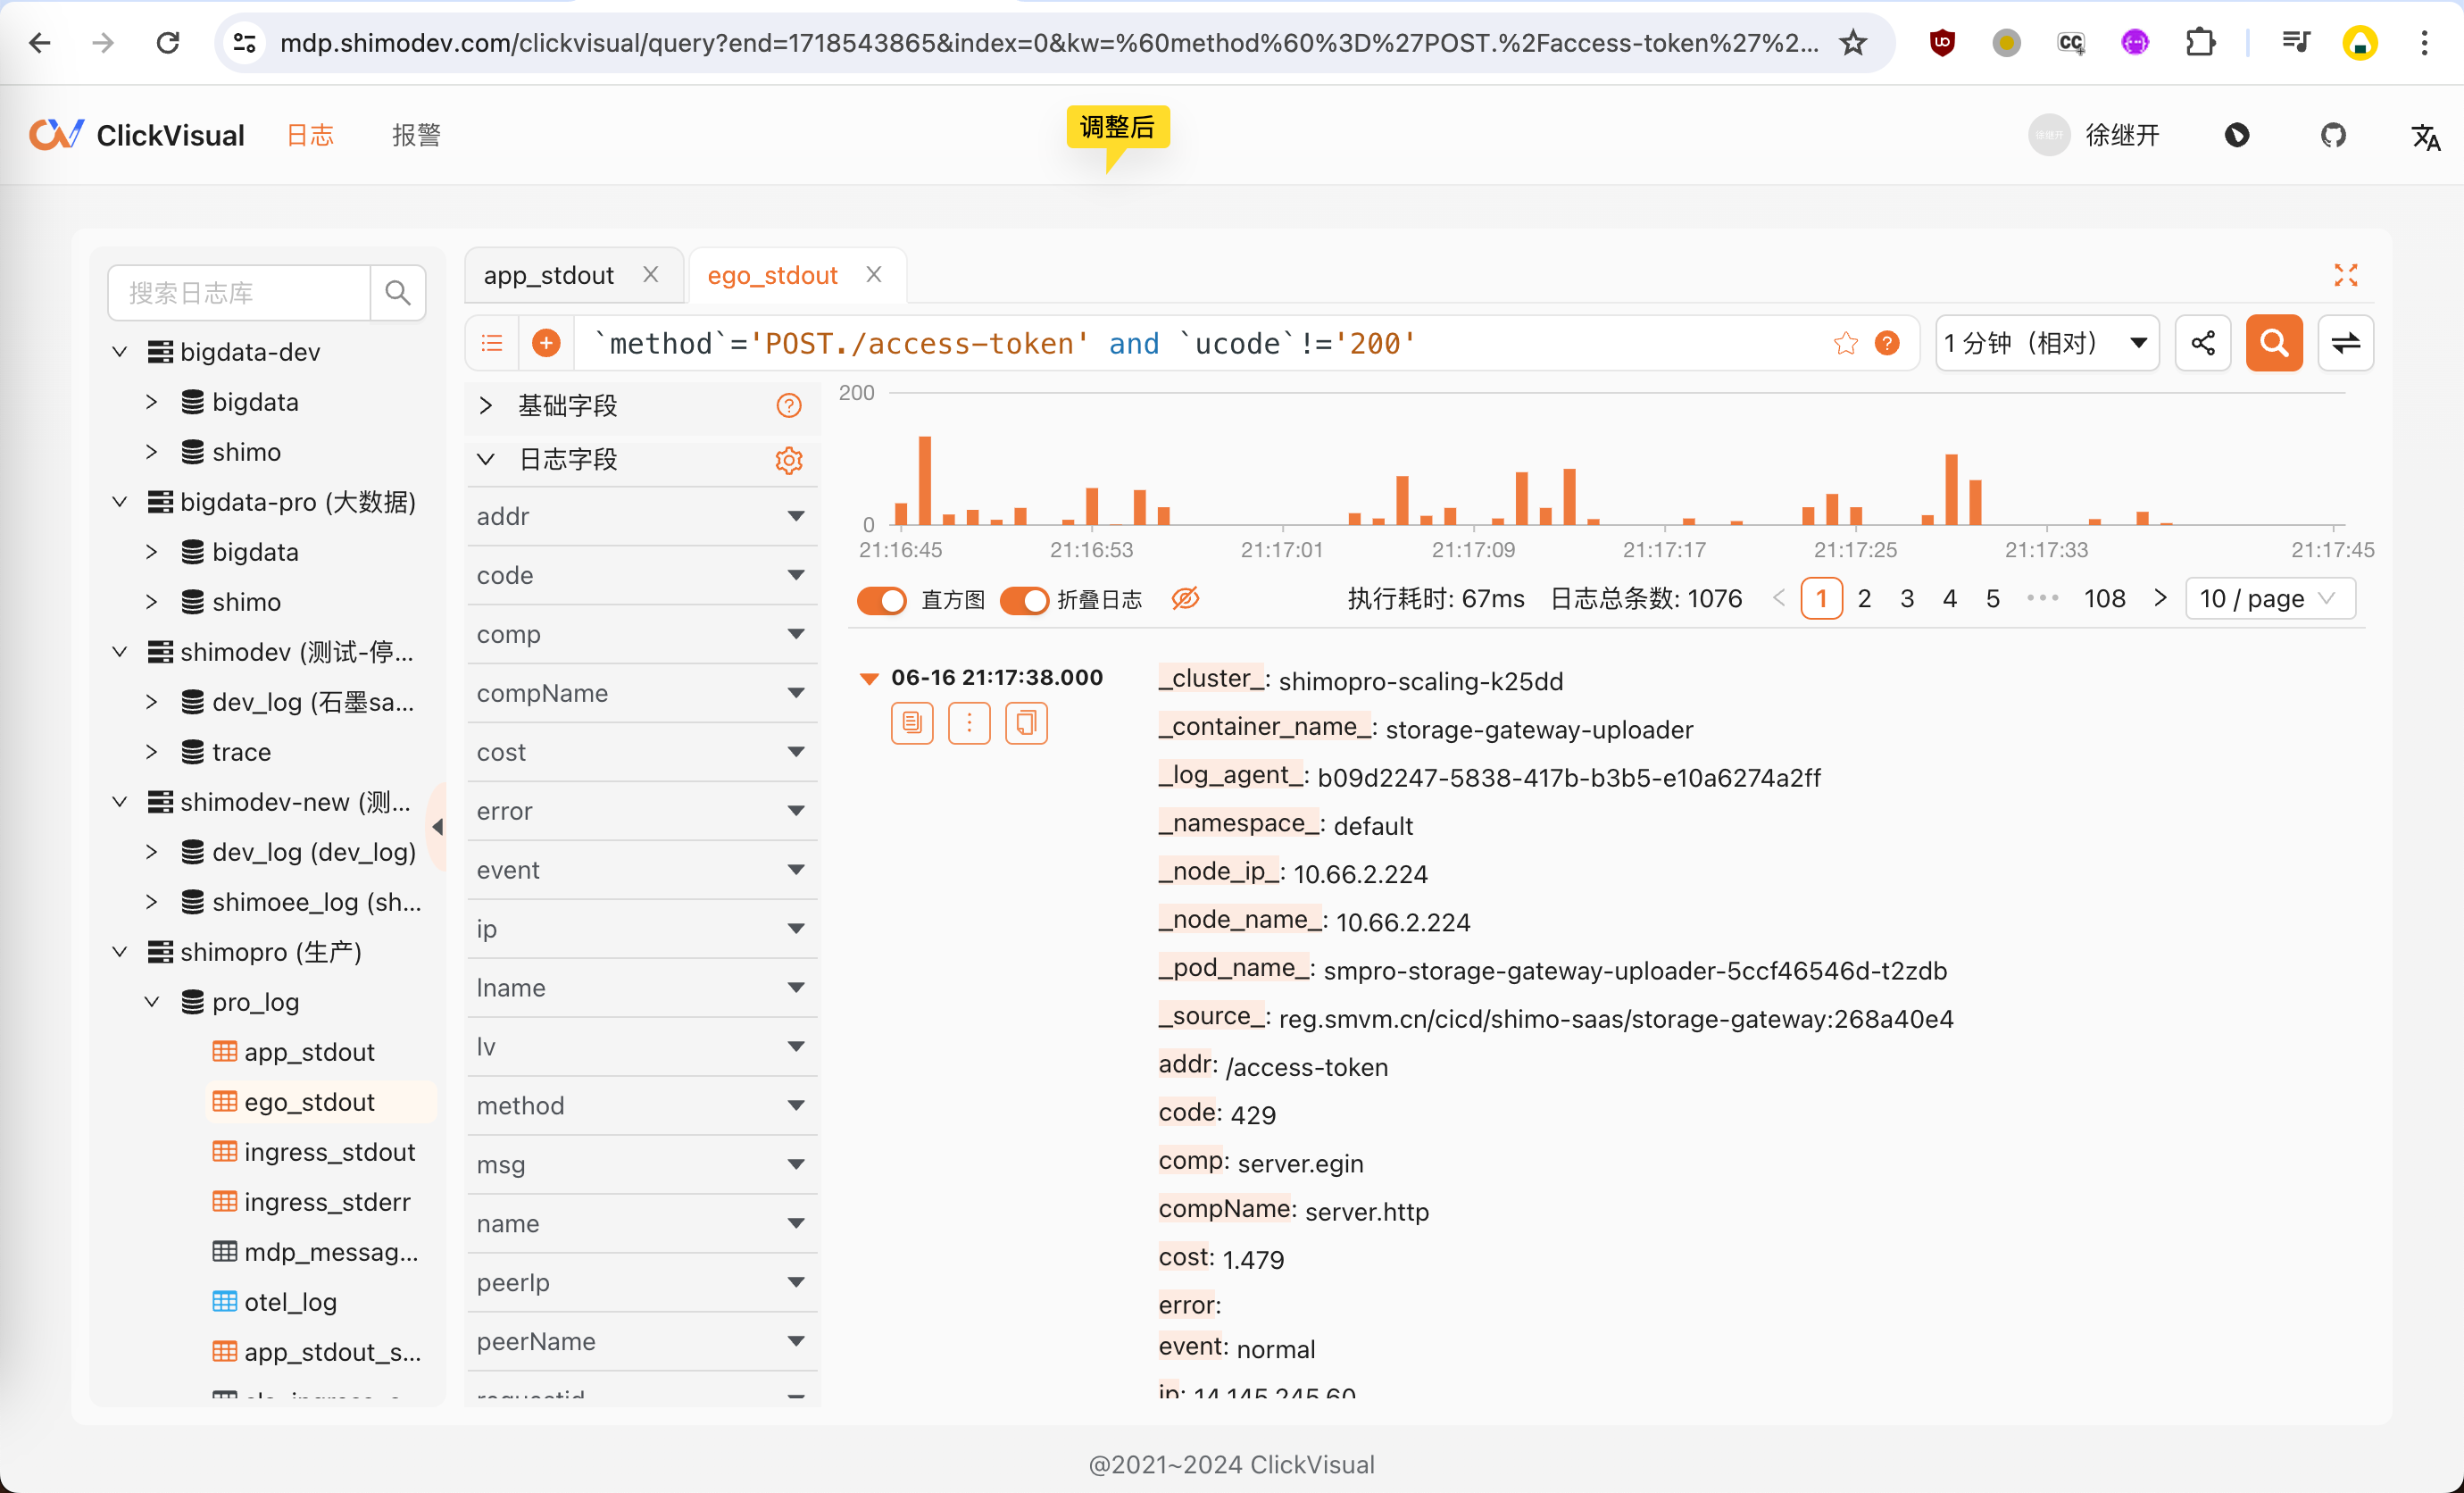 mdp.shimodev.com/clickvisual/query?end=1718543865&index=0&kw=%60method%60%3D%27POST.%2Faccess-token%27%2...
ClickVisual
日志
报警
调整后
徐继开
搜索日志库
bigdata-dev
bigdata
shimo
bigdata-pro (大数据)
bigdata
shimo
shimodev (测试-停...
dev_log (石墨sa...
trace
shimodev-new (测...
dev_log (dev_log)
shimoee_log (sh...
shimopro (生产)
pro_log
app_stdout
ego_stdout
ingress_stdout
ingress_stderr
mdp_messag...
otel_log
app_stdout_s...
app_stdout X
ego_stdout X
`method`='POST./access-token' and `ucode`!='200'
1 分钟（相对）
基础字段
日志字段
addr
code
comp
compName
cost
error
event
ip
lname
lv
method
msg
name
peerIp
peerName
requestid
200
0
21:16:45 21:16:53 21:17:01 21:17:09 21:17:17 21:17:25 21:17:33 21:17:45
直方图 折叠日志 执行耗时: 67ms 日志总条数: 1076 < 1 2 3 4 5 ••• 108 > 10 / page
06-16 21:17:38.000
_cluster_: shimopro-scaling-k25dd
_container_name_: storage-gateway-uploader
_log_agent_: b09d2247-5838-417b-b3b5-e10a6274a2ff
_namespace_: default
_node_ip_: 10.66.2.224
_node_name_: 10.66.2.224
_pod_name_: smpro-storage-gateway-uploader-5ccf46546d-t2zdb
_source_: reg.smvm.cn/cicd/shimo-saas/storage-gateway:268a40e4
addr: /access-token
code: 429
comp: server.egin
compName: server.http
cost: 1.479
error:
event: normal
ip: 14.145.245.60
@2021~2024 ClickVisual